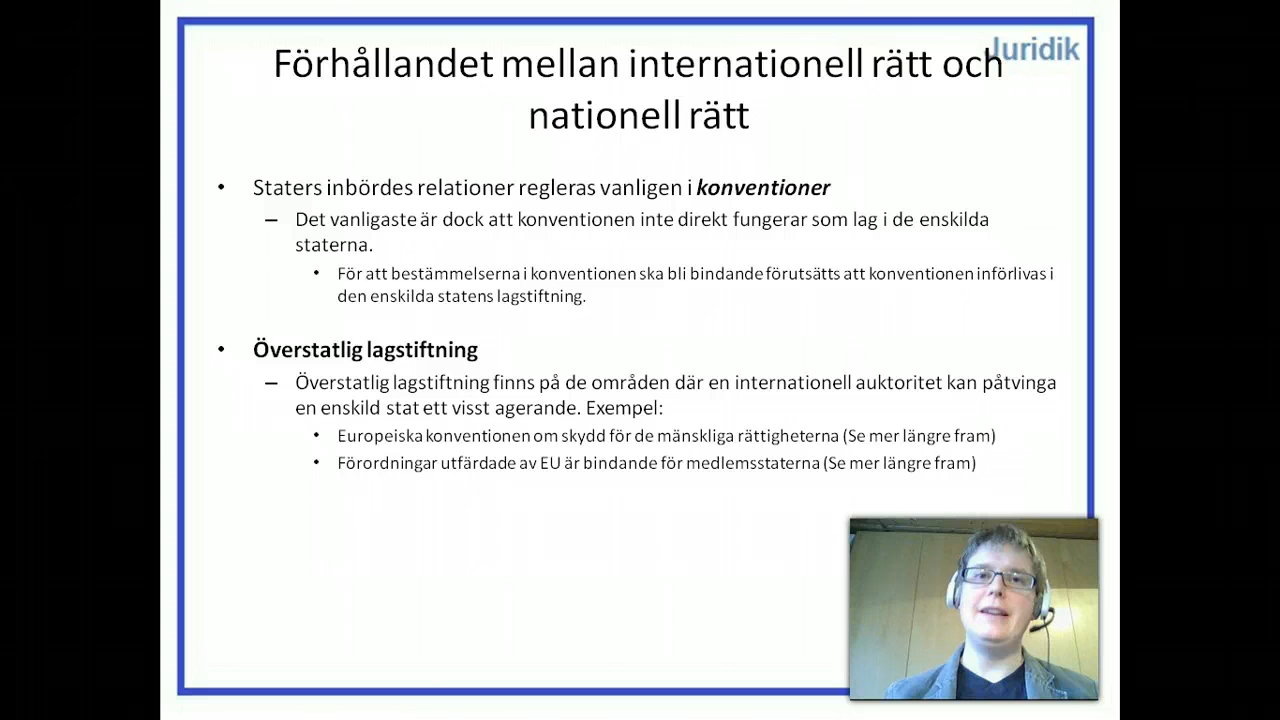 Juridik
Förhållandet mellan internationell rätt och
nationell rätt
• Staters inbördes relationer regleras vanligen i konventioner
– Det vanligaste är dock att konventionen inte direkt fungerar som lag i de enskilda
staterna.
• För att bestämmelserna i konventionen ska bli bindande förutsätts att konventionen införlivas i
den enskilda statens lagstiftning.
• Överstatlig lagstiftning
– Överstatlig lagstiftning finns på de områden där en internationell auktoritet kan påtvinga
en enskild stat ett visst agerande. Exempel:
• Europeiska konventionen om skydd för de mänskliga rättigheterna (Se mer längre fram)
• Förordningar utfärdade av EU är bindande för medlemsstaterna (Se mer längre fram)